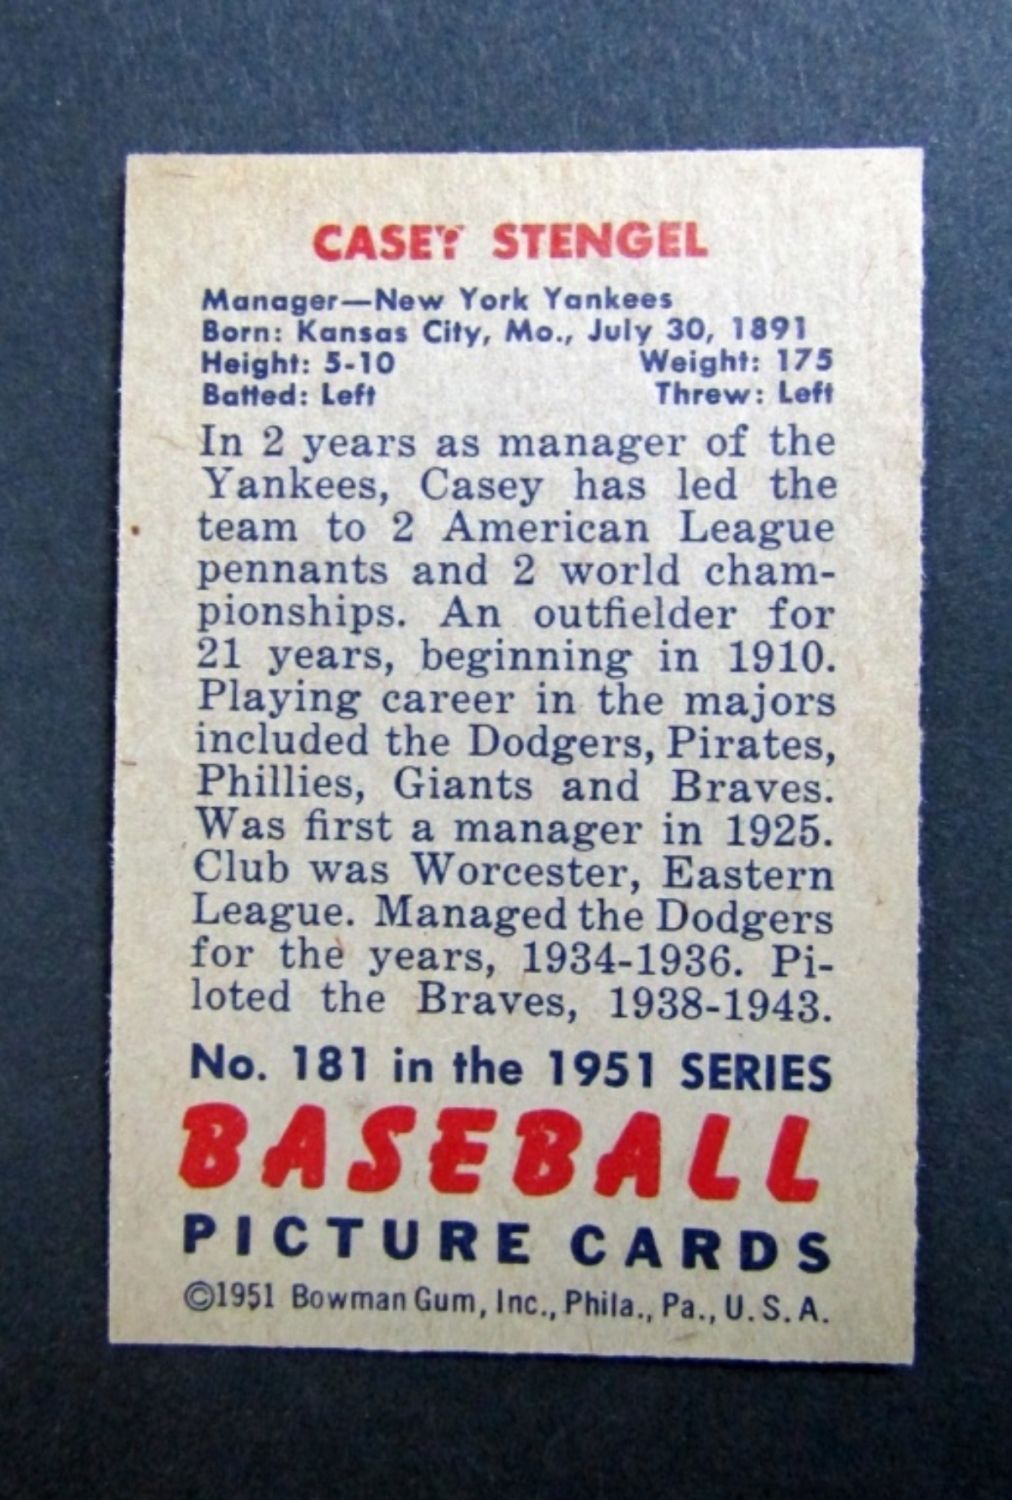 CASEY STENGEL
Manager—New York Yankees
Born: Kansas City, Mo., July 30, 1891
Height: 5-10 Weight: 175
Batted: Left Threw: Left
In 2 years as manager of the
Yankees, Casey has led the
team to 2 American League
pennants and 2 world cham-
pionships. An outfielder for
21 years, beginning in 1910.
Playing career in the majors
included the Dodgers, Pirates,
Phillies, Giants and Braves.
Was first a manager in 1925.
Club was Worcester, Eastern
League. Managed the Dodgers
for the years, 1934-1936. Pi-
loted the Braves, 1938-1943.
No. 181 in the 1951 SERIES
BASEBALL
PICTURE CARDS
©1951 Bowman Gum, Inc., Phila., Pa., U. S. A.